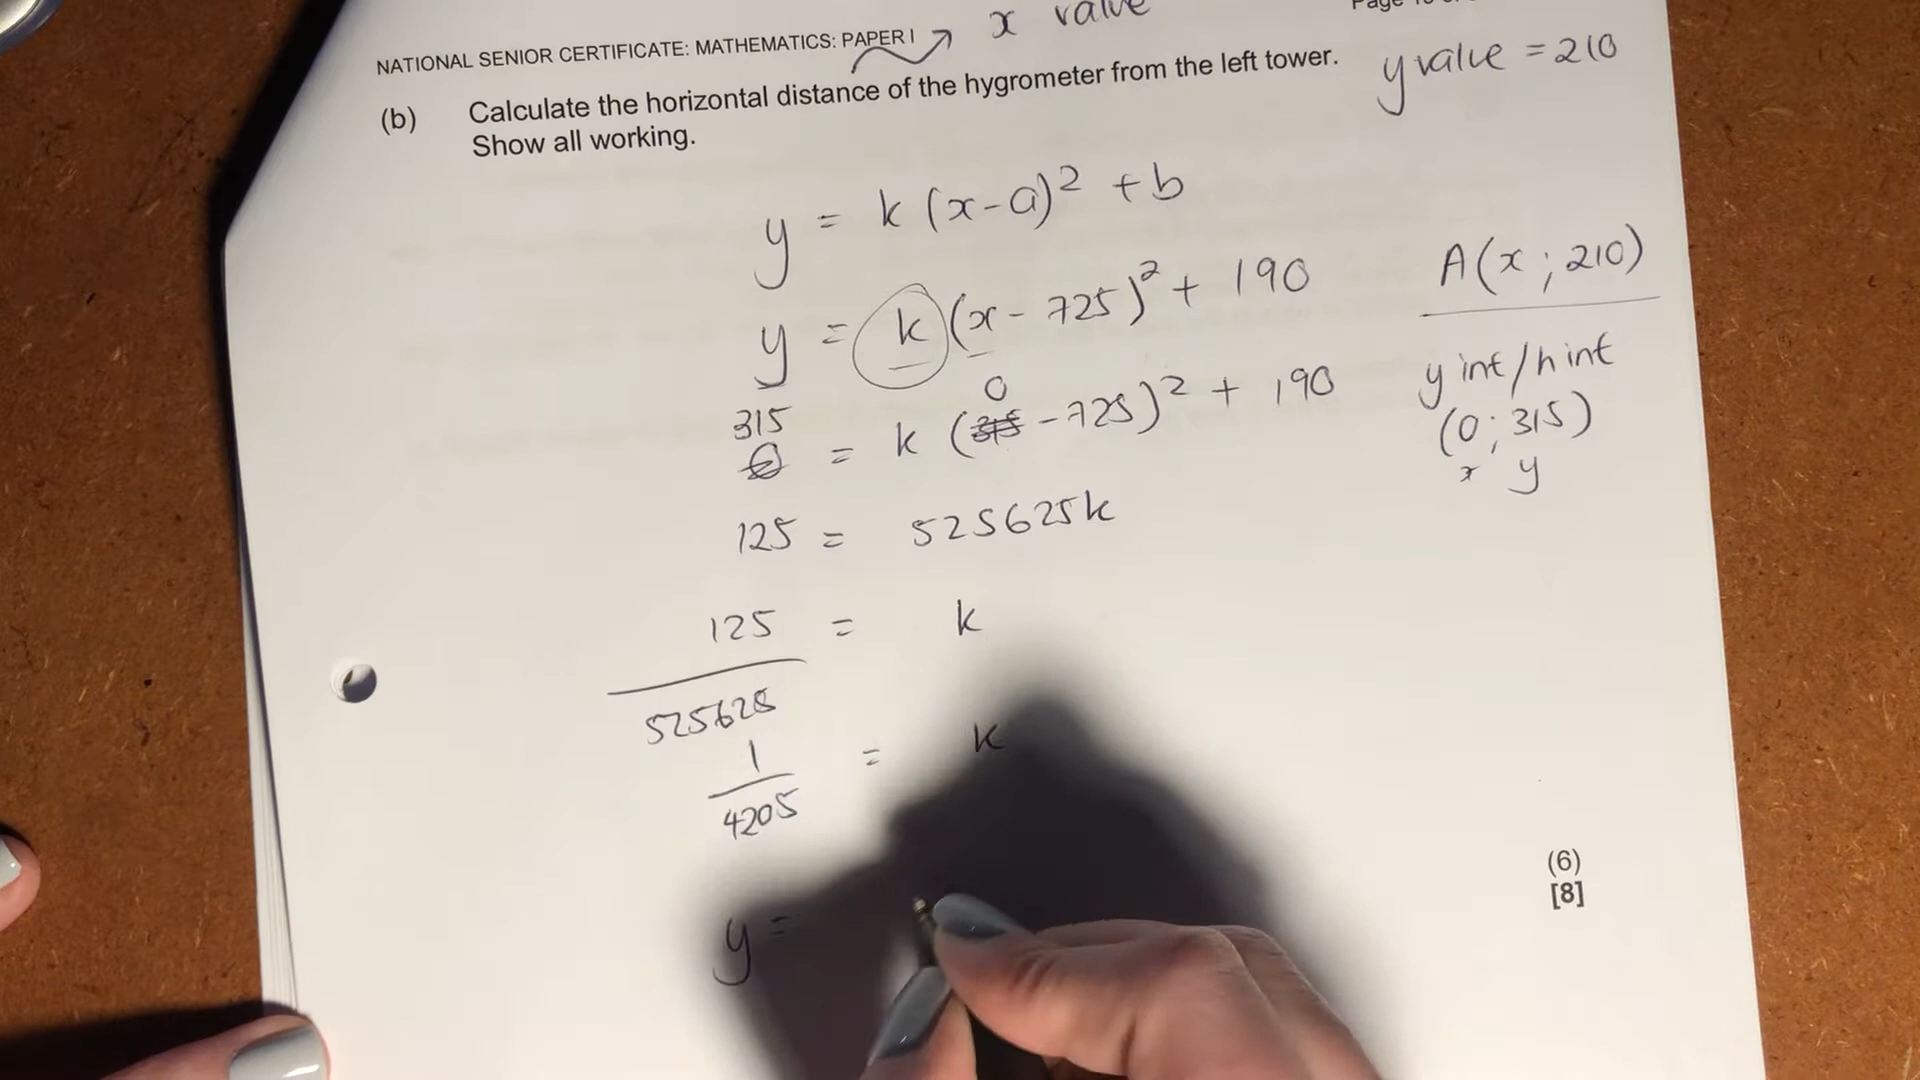 x value
NATIONAL SENIOR CERTIFICATE: MATHEMATICS: PAPER I
Page
(b) Calculate the horizontal distance of the hygrometer from the left tower.
Show all working.
y value = 210
y = k (x-a)² + b
y = k (x - 725)² + 190
A(x ; 210)
0
315 = k ( - 725)² + 190
y int / h int
(0 ; 315)
x y
125 = 525625k
125 = k
525625
1 = k
4205
(6)
[8]
y =